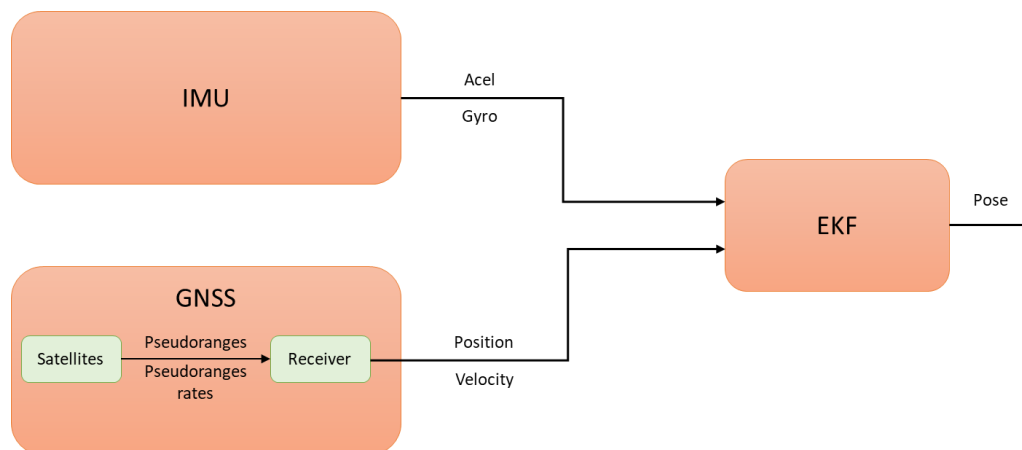 IMU
Acel
Gyro
EKF
Pose
GNSS
Satellites
Pseudoranges
Pseudoranges
rates
Receiver
Position
Velocity